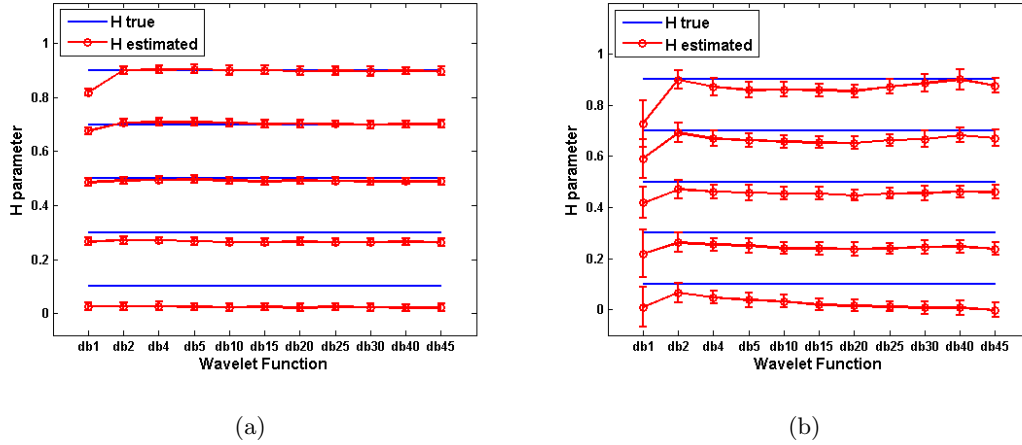 H true
H estimated
H parameter
1
0.8
0.6
0.4
0.2
0
db1 db2 db4 db5 db10 db15 db20 db25 db30 db40 db45
Wavelet Function
(a)
H true
H estimated
H parameter
1
0.8
0.6
0.4
0.2
0
db1 db2 db4 db5 db10 db15 db20 db25 db30 db40 db45
Wavelet Function
(b)